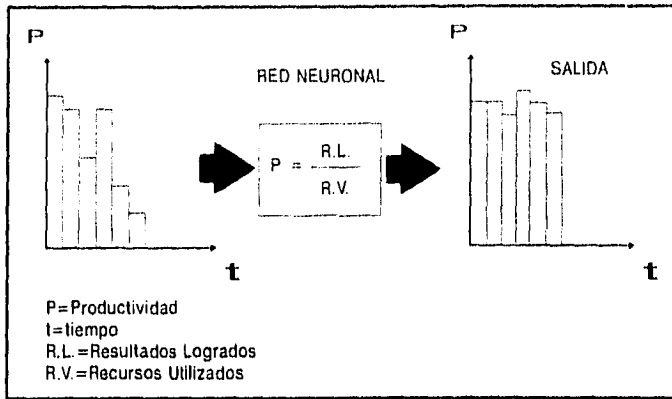 P
RED NEURONAL
P = R.L.
R.V.
t
P
SALIDA
t
P=Productividad
t=tiempo
R.L.=Resultados Logrados
R.V.=Recursos Utilizados